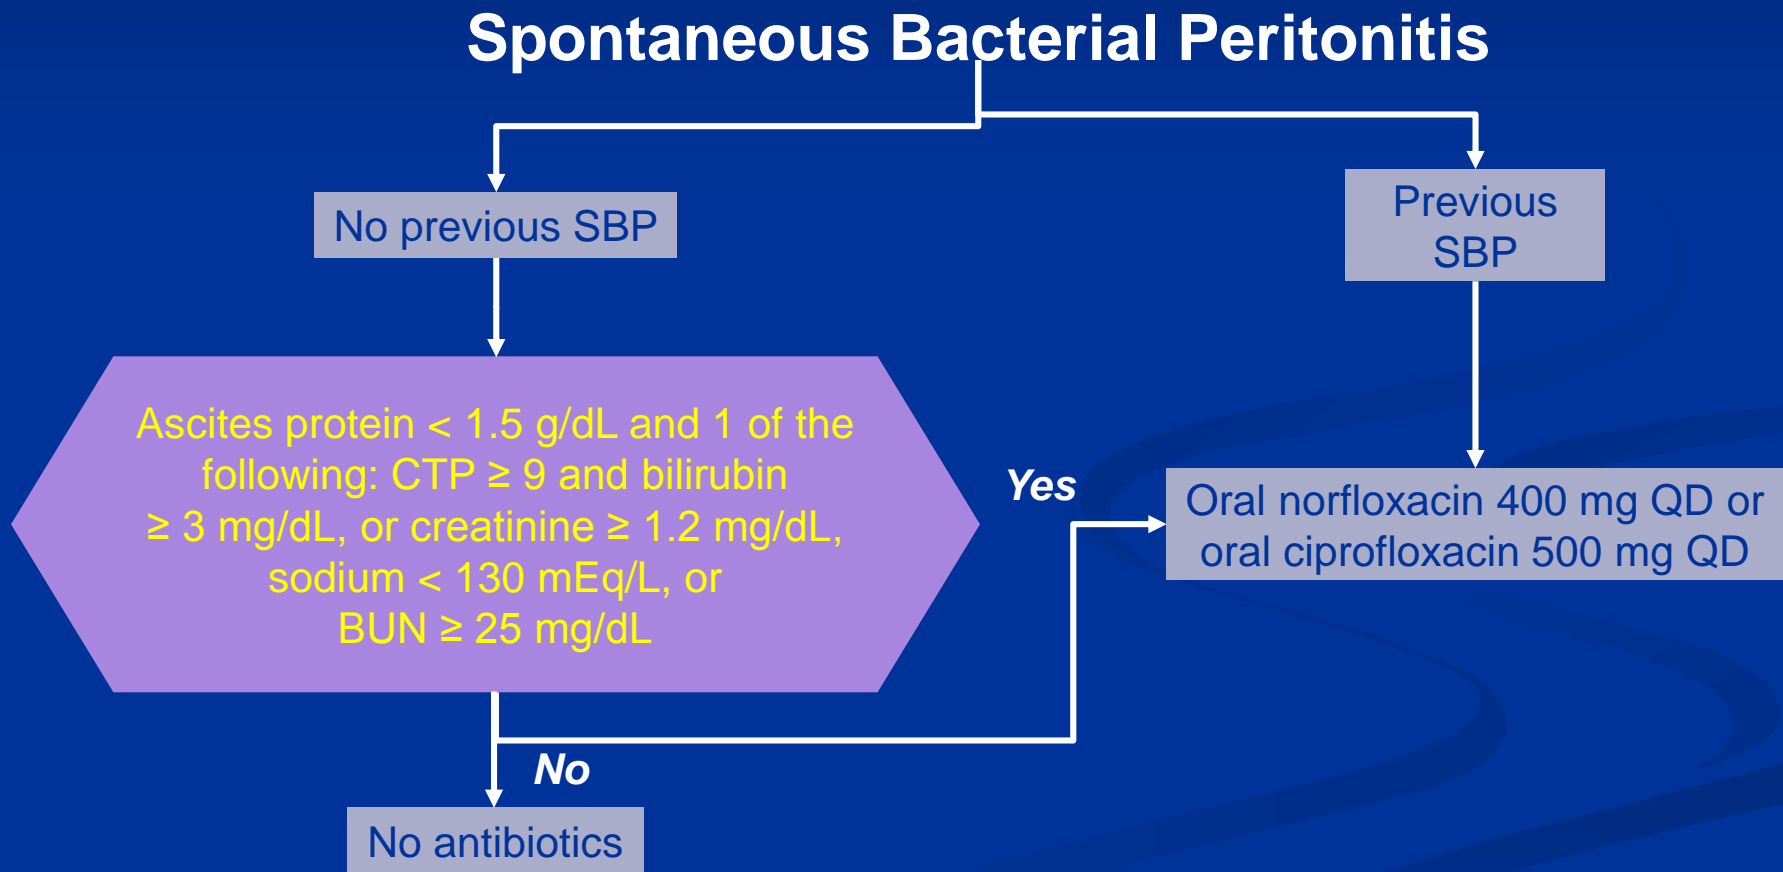 Spontaneous Bacterial Peritonitis
No previous SBP
Previous
SBP
Ascites protein < 1.5 g/dL and 1 of the
following: CTP ≥ 9 and bilirubin
≥ 3 mg/dL, or creatinine ≥ 1.2 mg/dL,
sodium < 130 mEq/L, or
BUN ≥ 25 mg/dL
Yes
Oral norfloxacin 400 mg QD or
oral ciprofloxacin 500 mg QD
No
No antibiotics